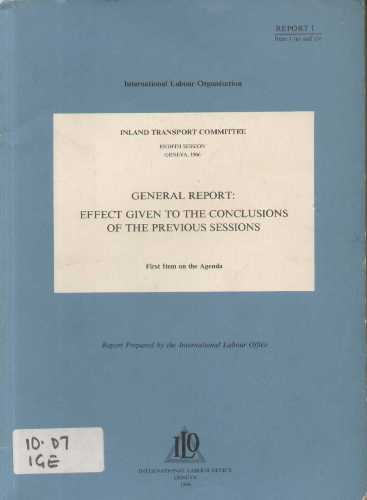 REPORT I
International Labour Organisation
INLAND TRANSPORT COMMITTEE
EIGHTH SESSION
GENEVA, 1966
GENERAL REPORT:
EFFECT GIVEN TO THE CONCLUSIONS
OF THE PREVIOUS SESSIONS
First Item on the Agenda
Report Prepared by the International Labour Office
10.07
IGE
ILO
INTERNATIONAL LABOUR OFFICE
GENEVA
1966